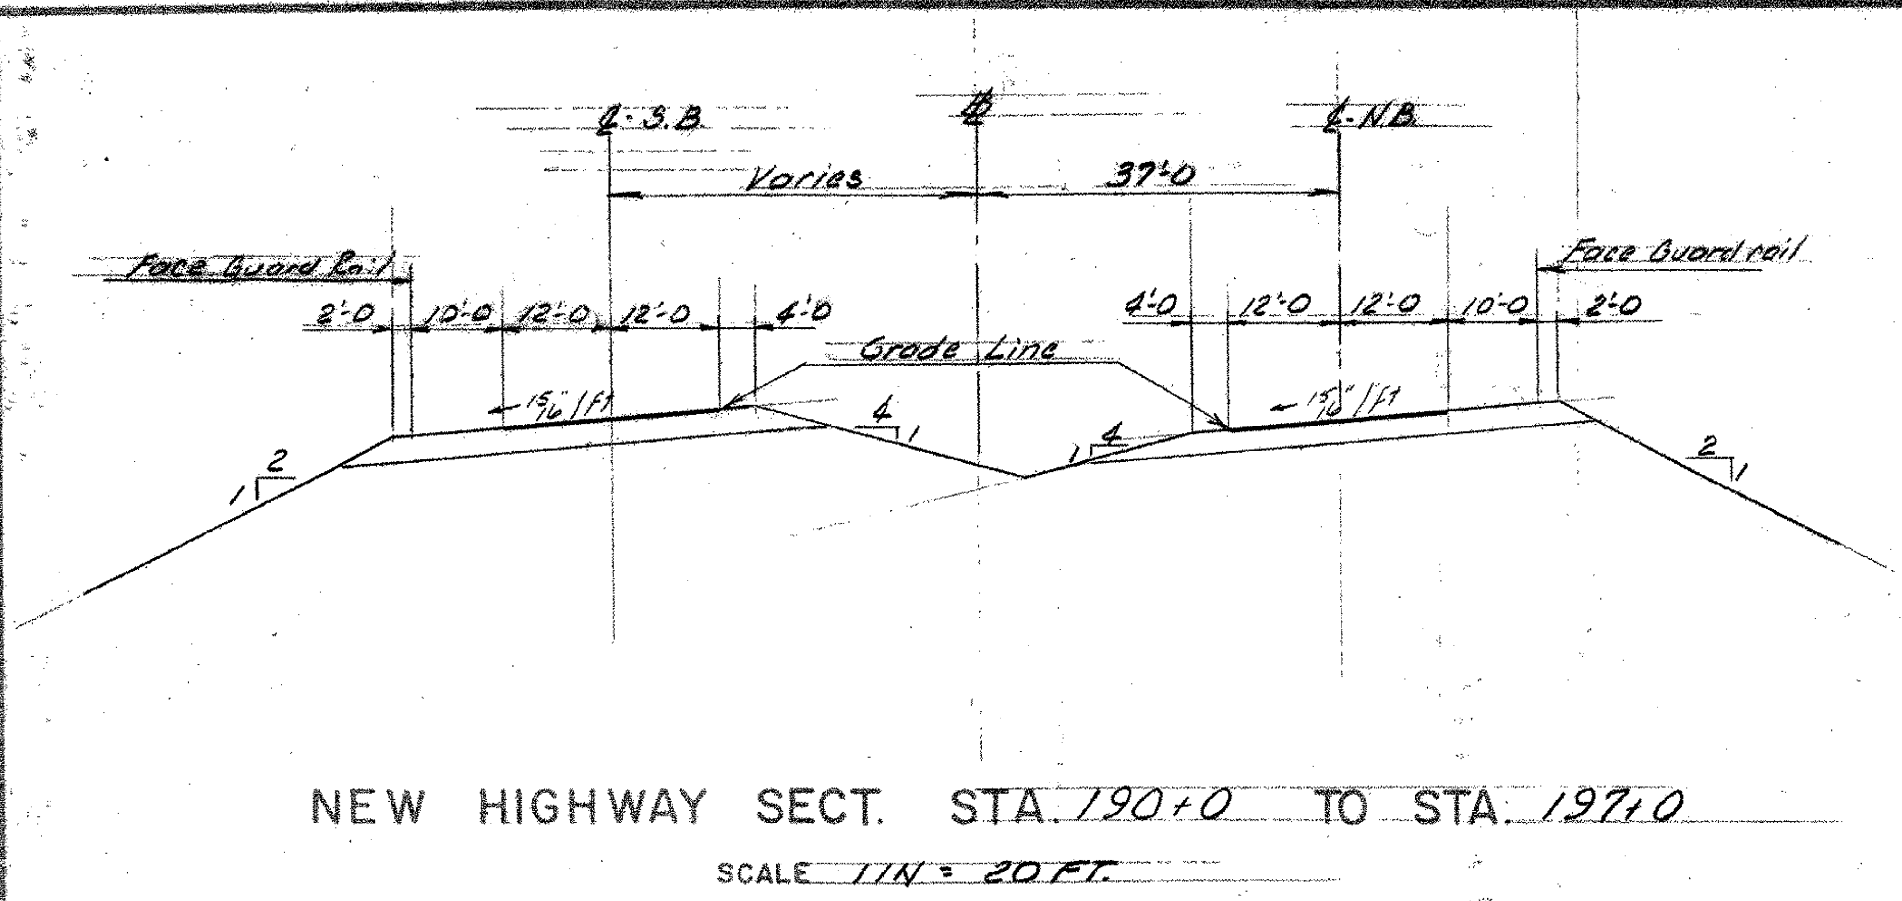 ℄ - S.B.
℄
℄ - N.B.
Varies
37'-0
Face Guard Rail
Face Guard rail
2'-0 10'-0 12'-0 12'-0 4'-0
4'-0 12'-0 12'-0 10'-0 2'-0
Grade Line
15/16"/ft
15/16"/ft
4
1
4
1
2
1
2
1
NEW HIGHWAY SECT. STA. 190+0 TO STA. 197+0
SCALE 1 IN = 20 FT.